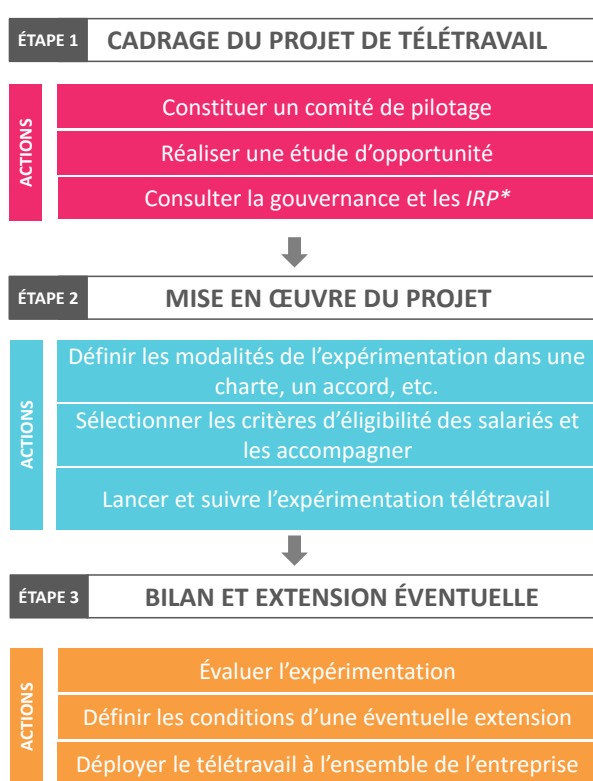 ÉTAPE 1
CADRAGE DU PROJET DE TÉLÉTRAVAIL
ACTIONS
Constituer un comité de pilotage
Réaliser une étude d’opportunité
Consulter la gouvernance et les IRP*
ÉTAPE 2
MISE EN ŒUVRE DU PROJET
ACTIONS
Définir les modalités de l’expérimentation dans une
charte, un accord, etc.
Sélectionner les critères d’éligibilité des salariés et
les accompagner
Lancer et suivre l’expérimentation télétravail
ÉTAPE 3
BILAN ET EXTENSION ÉVENTUELLE
ACTIONS
Évaluer l’expérimentation
Définir les conditions d’une éventuelle extension
Déployer le télétravail à l’ensemble de l’entreprise